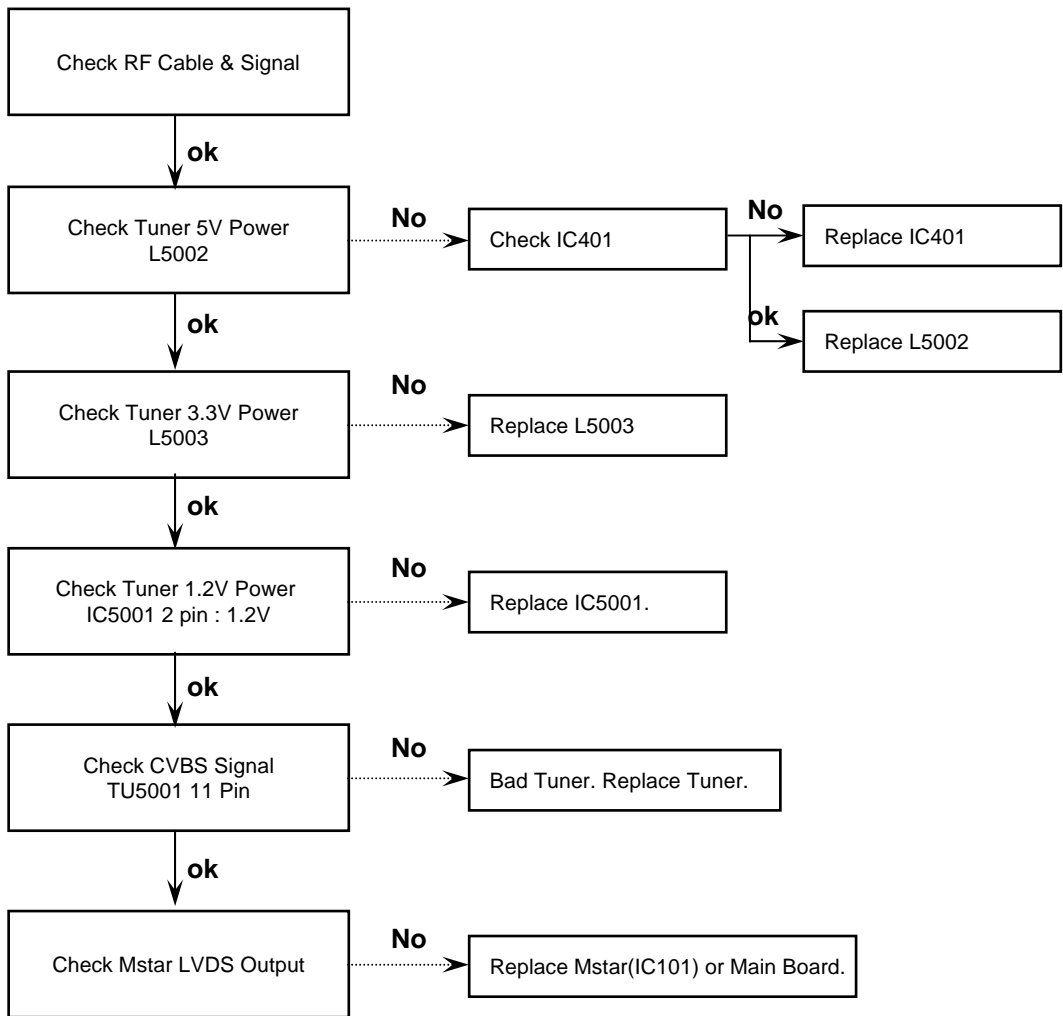 Check RF Cable & Signal
ok
Check Tuner 5V Power
L5002
No
Check IC401
No
Replace IC401
ok
Replace L5002
ok
Check Tuner 3.3V Power
L5003
No
Replace L5003
ok
Check Tuner 1.2V Power
IC5001 2 pin : 1.2V
No
Replace IC5001.
ok
Check CVBS Signal
TU5001 11 Pin
No
Bad Tuner. Replace Tuner.
ok
Check Mstar LVDS Output
No
Replace Mstar(IC101) or Main Board.